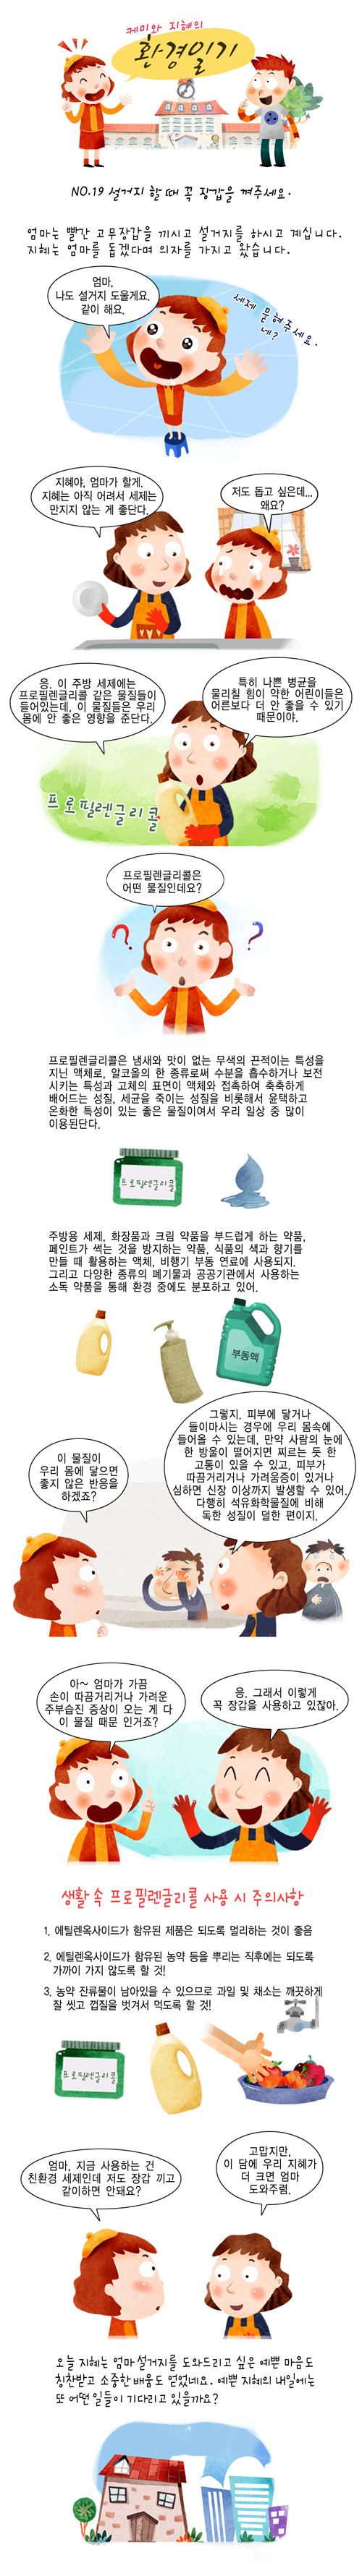 케미와 지혜의
환경일기
NO.19 설거지 할 때 꼭 장갑을 껴주세요.
엄마는 빨간 고무장갑을 끼시고 설거지를 하시고 계십니다.
지혜는 엄마를 돕겠다며 의자를 가지고 왔습니다.
엄마,
나도 설거지 도울게요.
같이 해요.
세제 묻혀주세요.
네?
지혜야, 엄마가 할게.
지혜는 아직 어려서 세제는
만지지 않는 게 좋단다.
저도 돕고 싶은데...
왜요?
응. 이 주방 세제에는
프로필렌글리콜 같은 물질들이
들어있는데, 이 물질들은 우리
몸에 안 좋은 영향을 준단다.
특히 나쁜 병균을
물리칠 힘이 약한 어린이들은
어른보다 더 안 좋을 수 있기
때문이야.
프로필렌글리콜
프로필렌글리콜은
어떤 물질인데요?
프로필렌글리콜은 냄새와 맛이 없는 무색의 끈적이는 특성을
지닌 액체로, 알코올의 한 종류로써 수분을 흡수하거나 보전
시키는 특성과 고체의 표면이 액체와 접촉하여 축축하게
배어드는 성질, 세균을 죽이는 성질을 비롯해서 윤택하고
온화한 특성이 있는 좋은 물질이여서 우리 일상 중 많이
이용된단다.
프로필렌글리콜
주방용 세제, 화장품과 크림 약품을 부드럽게 하는 약품,
페인트가 썩는 것을 방지하는 약품, 식품의 색과 향기를
만들 때 활용하는 액체, 비행기 부동 연료에 사용되지.
그리고 다양한 종류의 폐기물과 공공기관에서 사용하는
소독 약품을 통해 환경 중에도 분포하고 있어.
부동액
이 물질이
우리 몸에 닿으면
좋지 않은 반응을
하겠죠?
그렇지. 피부에 닿거나
들이마시는 경우에 우리 몸속에
들어올 수 있는데, 만약 사람의 눈에
한 방울이 떨어지면 찌르는 듯 한
고통이 있을 수 있고, 피부가
따끔거리거나 가려움증이 있거나
심하면 신장 이상까지 발생할 수 있어.
다행히 석유화학물질에 비해
독한 성질이 덜한 편이지.
아~ 엄마가 가끔
손이 따끔거리거나 가려운
주부습진 증상이 오는 게 다
이 물질 때문 인거죠?
응. 그래서 이렇게
꼭 장갑을 사용하고 있잖아.
생활 속 프로필렌글리콜 사용 시 주의사항
1. 에틸렌옥사이드가 함유된 제품은 되도록 멀리하는 것이 좋음
2. 에틸렌옥사이드가 함유된 농약 등을 뿌리는 직후에는 되도록
가까이 가지 않도록 할 것!
3. 농약 잔류물이 남아있을 수 있으므로 과일 및 채소는 깨끗하게
잘 씻고 껍질을 벗겨서 먹도록 할 것!
프로필렌글리콜
엄마, 지금 사용하는 건
친환경 세제인데 저도 장갑 끼고
같이하면 안돼요?
고맙지만,
이 담에 우리 지혜가
더 크면 엄마
도와주렴.
오늘 지혜는 엄마 설거지를 도와드리고 싶은 예쁜 마음도
칭찬받고 소중한 배움도 얻었네요. 예쁜 지혜의 내일에는
또 어떤 일들이 기다리고 있을까요?